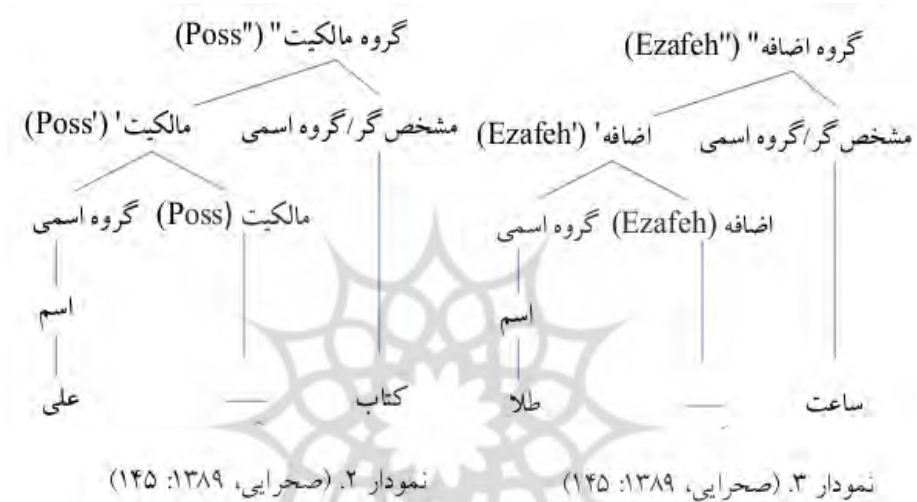 گروه اضافه" (Ezafeh")
مشخص‌گر/گروه اسمی
اضافه' (Ezafeh')
اضافه (Ezafeh)
گروه اسمی
اسم
ساعت
طلا
نمودار ۳. (صحرایی، ۱۳۸۹: ۱۴۵)
گروه مالکیت" (Poss")
مشخص‌گر/گروه اسمی
مالکیت' (Poss')
مالکیت (Poss)
گروه اسمی
اسم
کتاب
علی
نمودار ۲. (صحرایی، ۱۳۸۹: ۱۴۵)